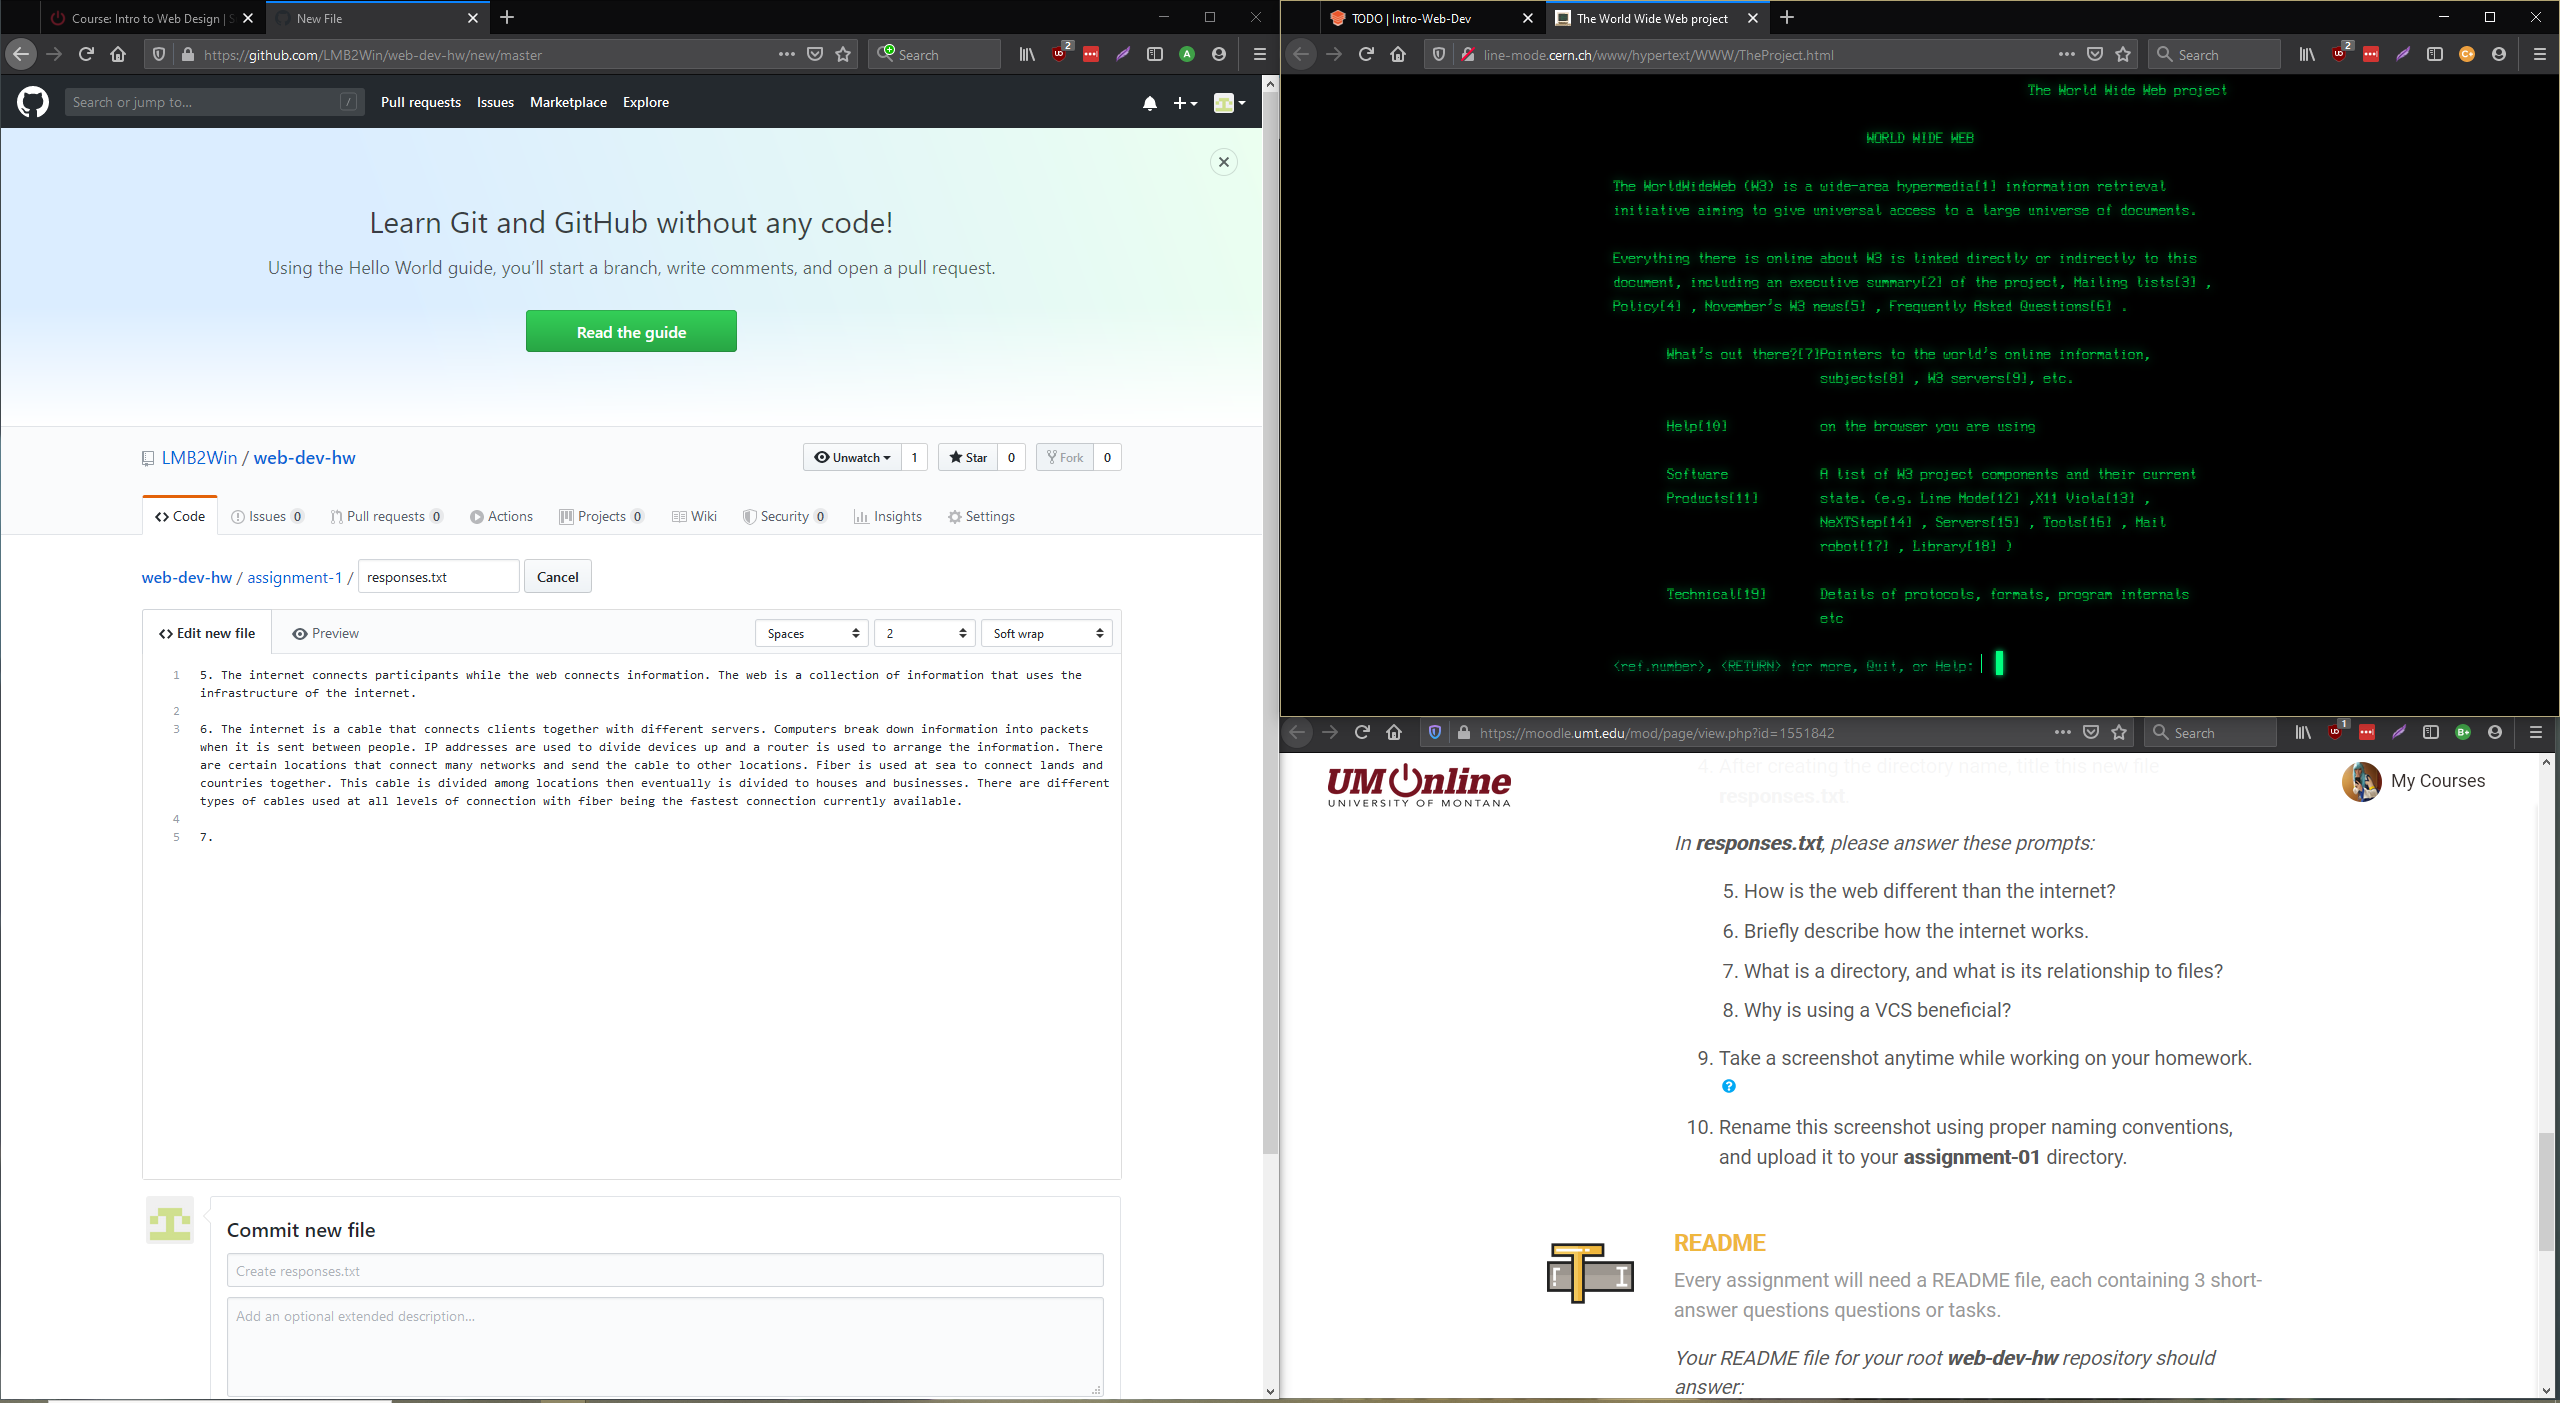 Course: Intro to Web Design | S
New File
https://github.com/LMB2Win/web-dev-hw/new/master
Search
2
A
Search or jump to...
/
Pull requests
Issues
Marketplace
Explore
Learn Git and GitHub without any code!
Using the Hello World guide, you’ll start a branch, write comments, and open a pull request.
Read the guide
LMB2Win / web-dev-hw
Unwatch
1
Star
0
Fork
0
Code
Issues 0
Pull requests 0
Actions
Projects 0
Wiki
Security 0
Insights
Settings
web-dev-hw / assignment-1 /
responses.txt
Cancel
Edit new file
Preview
Spaces
2
Soft wrap
1 5. The internet connects participants while the web connects information. The web is a collection of information that uses the
infrastructure of the internet.
2
3 6. The internet is a cable that connects clients together with different servers. Computers break down information into packets
when it is sent between people. IP addresses are used to divide devices up and a router is used to arrange the information. There
are certain locations that connect many networks and send the cable to other locations. Fiber is used at sea to connect lands and
countries together. This cable is divided among locations then eventually is divided to houses and businesses. There are different
types of cables used at all levels of connection with fiber being the fastest connection currently available.
4
5 7.
Commit new file
Create responses.txt
Add an optional extended description...
TODO | Intro-Web-Dev
The World Wide Web project
line-mode.cern.ch/www/hypertext/WWW/TheProject.html
Search
2
C+
The World Wide Web project
WORLD WIDE WEB
The WorldWideWeb (W3) is a wide-area hypermedia[1] information retrieval
initiative aiming to give universal access to a large universe of documents.
Everything there is online about W3 is linked directly or indirectly to this
document, including an executive summary[2] of the project, Mailing lists[3] ,
Policy[4] , November's W3 news[5] , Frequently Asked Questions[6] .
What's out there?[7]Pointers to the world's online information,
subjects[8] , W3 servers[9], etc.
Help[10] on the browser you are using
Software A list of W3 project components and their current
Products[11] state. (e.g. Line Mode[12] ,X11 Viola[13] ,
NeXTStep[14] , Servers[15] , Tools[16] , Mail
robot[17] , Library[18] )
Technical[19] Details of protocols, formats, program internals
etc
<ref.number>, <RETURN> for more, Quit, or Help:
https://moodle.umt.edu/mod/page/view.php?id=1551842
Search
1
B+
UMOnline
UNIVERSITY OF MONTANA
My Courses
4. After creating the directory name, title this new file
responses.txt.
In responses.txt, please answer these prompts:
5. How is the web different than the internet?
6. Briefly describe how the internet works.
7. What is a directory, and what is its relationship to files?
8. Why is using a VCS beneficial?
9. Take a screenshot anytime while working on your homework.
?
10. Rename this screenshot using proper naming conventions,
and upload it to your assignment-01 directory.
README
Every assignment will need a README file, each containing 3 short-
answer questions questions or tasks.
Your README file for your root web-dev-hw repository should
answer: